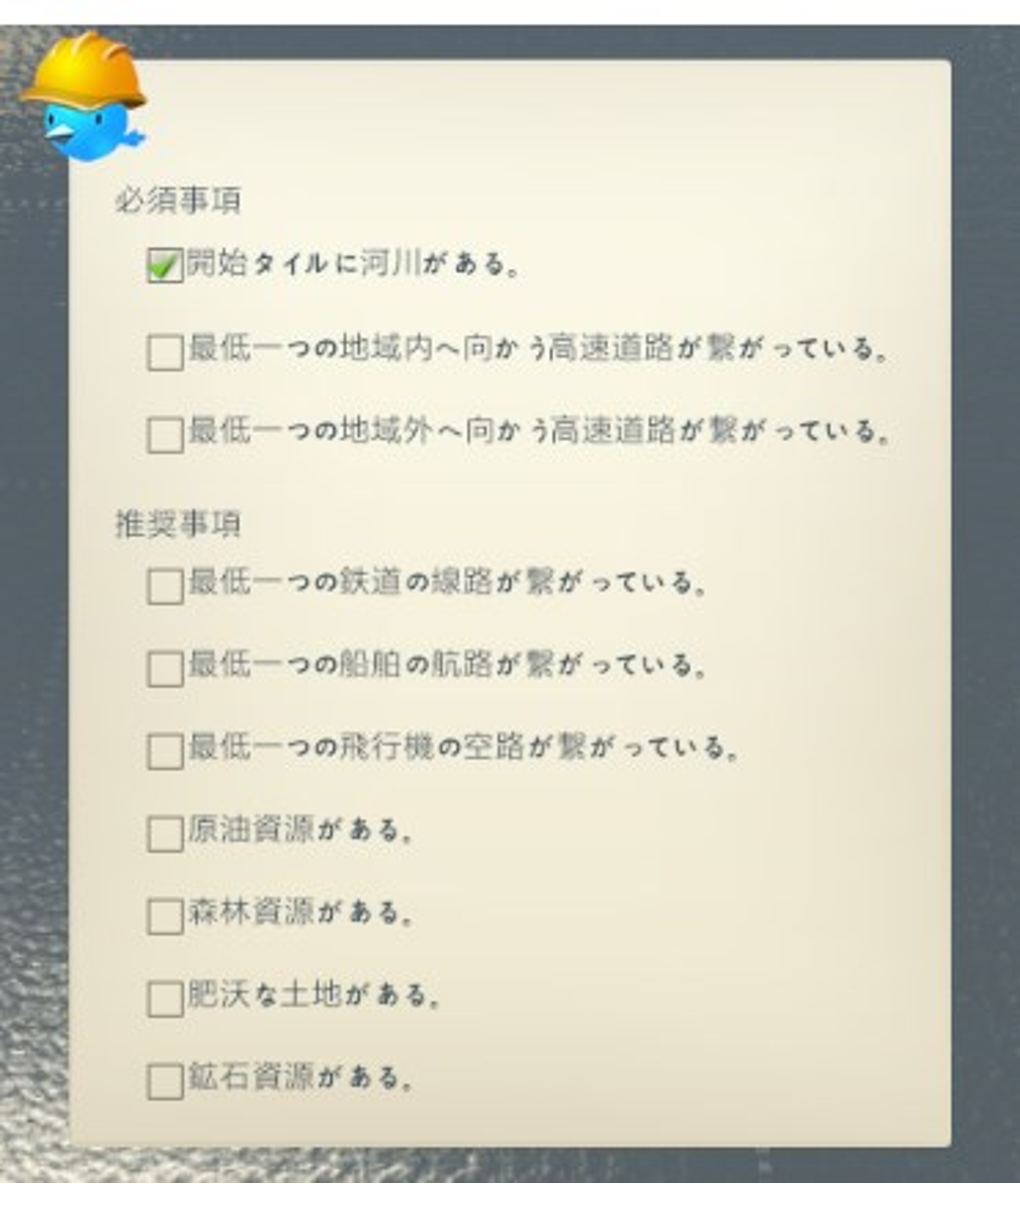 必須事項
開始タイルに河川がある。
最低一つの地域内へ向かう高速道路が繋がっている。
最低一つの地域外へ向かう高速道路が繋がっている。
推奨事項
最低一つの鉄道の線路が繋がっている。
最低一つの船舶の航路が繋がっている。
最低一つの飛行機の空路が繋がっている。
原油資源がある。
森林資源がある。
肥沃な土地がある。
鉱石資源がある。